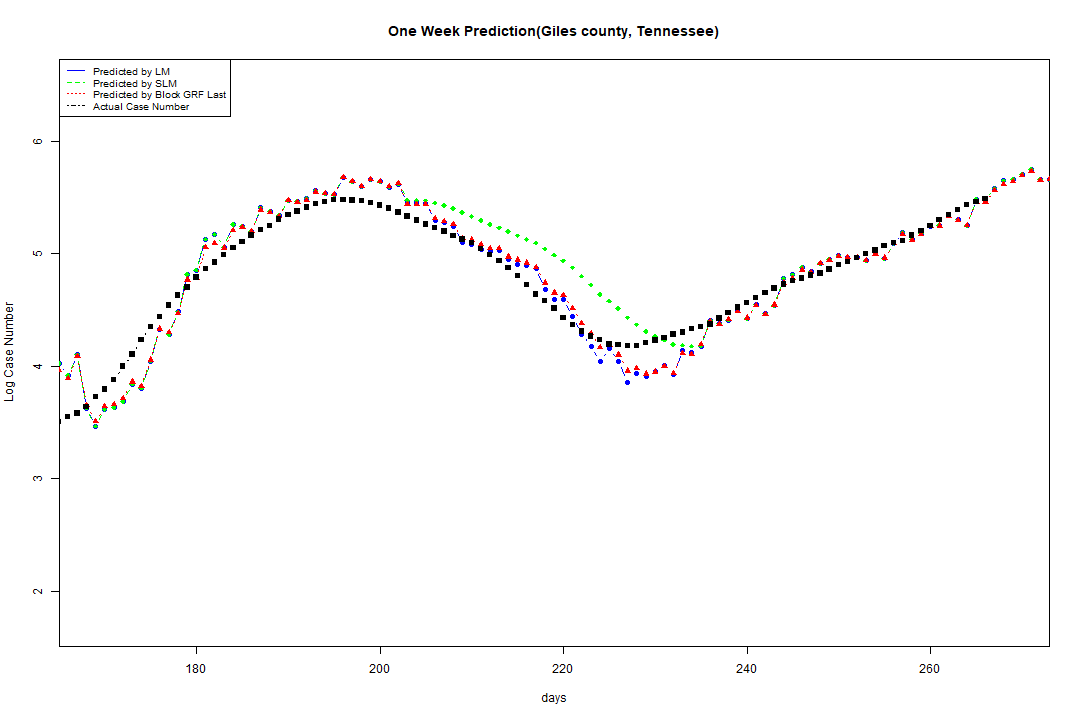 One Week Prediction(Giles county, Tennessee)
Predicted by LM
Predicted by SLM
Predicted by Block GRF Last
Actual Case Number
6
5
4
3
2
Log Case Number
180 200 220 240 260
days